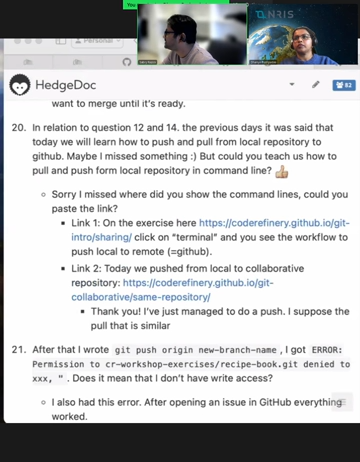 NRIS
Personal
HedgeDoc
82
want to merge until it's ready.
20. In relation to question 12 and 14. the previous days it was said that
today we will learn how to push and pull from local repository to
github. Maybe I missed something :) But could you teach us how to
pull and push form local repository in command line? 👍
Sorry I missed where did you show the command lines, could you
paste the link?
Link 1: On the exercise here https://coderefinery.github.io/git-
intro/sharing/ click on "terminal" and you see the workflow to
push local to remote (=github).
Link 2: Today we pushed from local to collaborative
repository: https://coderefinery.github.io/git-
collaborative/same-repository/
Thank you! I've just managed to do a push. I suppose the
pull that is similar
21. After that I wrote git push origin new-branch-name , I got ERROR:
Permission to cr-workshop-exercises/recipe-book.git denied to
xxx, " . Does it mean that I don't have write access?
I also had this error. After opening an issue in GitHub everything
worked.